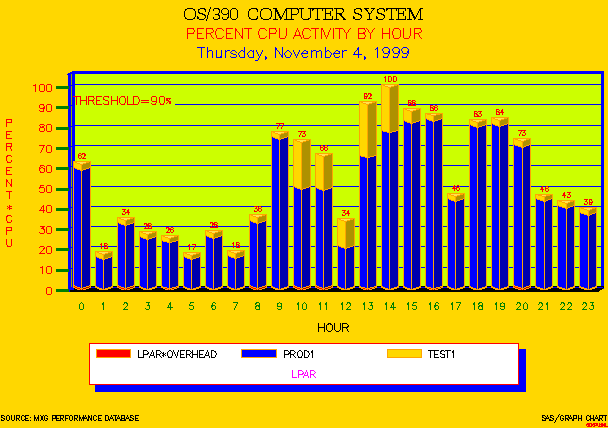 OS/390 COMPUTER SYSTEM
PERCENT CPU ACTIVITY BY HOUR
Thursday, November 4, 1999
PERCENT*CPU
100
90
80
70
60
50
40
30
20
10
0
THRESHOLD=90%
62 18 34 28 26 17 28 18 36 77 73 66 34 92 100 88 86 46 83 84 73 46 43 39
0 1 2 3 4 5 6 7 8 9 10 11 12 13 14 15 16 17 18 19 20 21 22 23
HOUR
LPAR*OVERHEAD PROD1 TEST1
LPAR
SOURCE: MXG PERFORMANCE DATABASE
SAS/GRAPH CHART